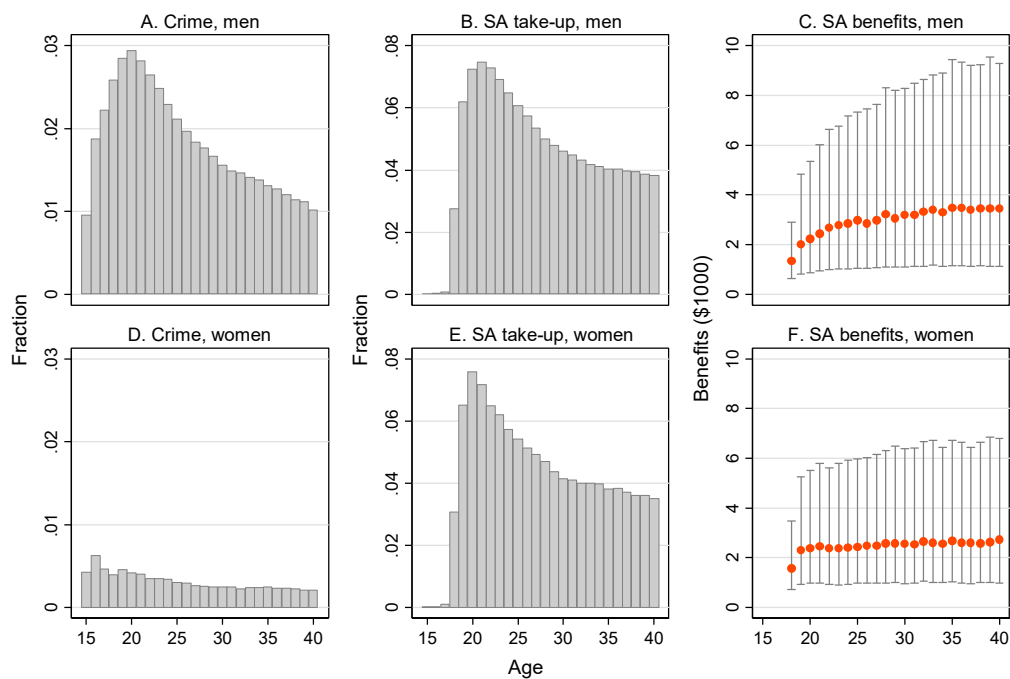 A. Crime, men
B. SA take-up, men
C. SA benefits, men
.03
.02
.01
0
.08
.06
.04
.02
0
10
8
6
4
2
0
Fraction
Fraction
Benefits ($1000)
D. Crime, women
E. SA take-up, women
F. SA benefits, women
.03
.02
.01
0
.08
.06
.04
.02
0
10
8
6
4
2
0
15 20 25 30 35 40
15 20 25 30 35 40
15 20 25 30 35 40
Age